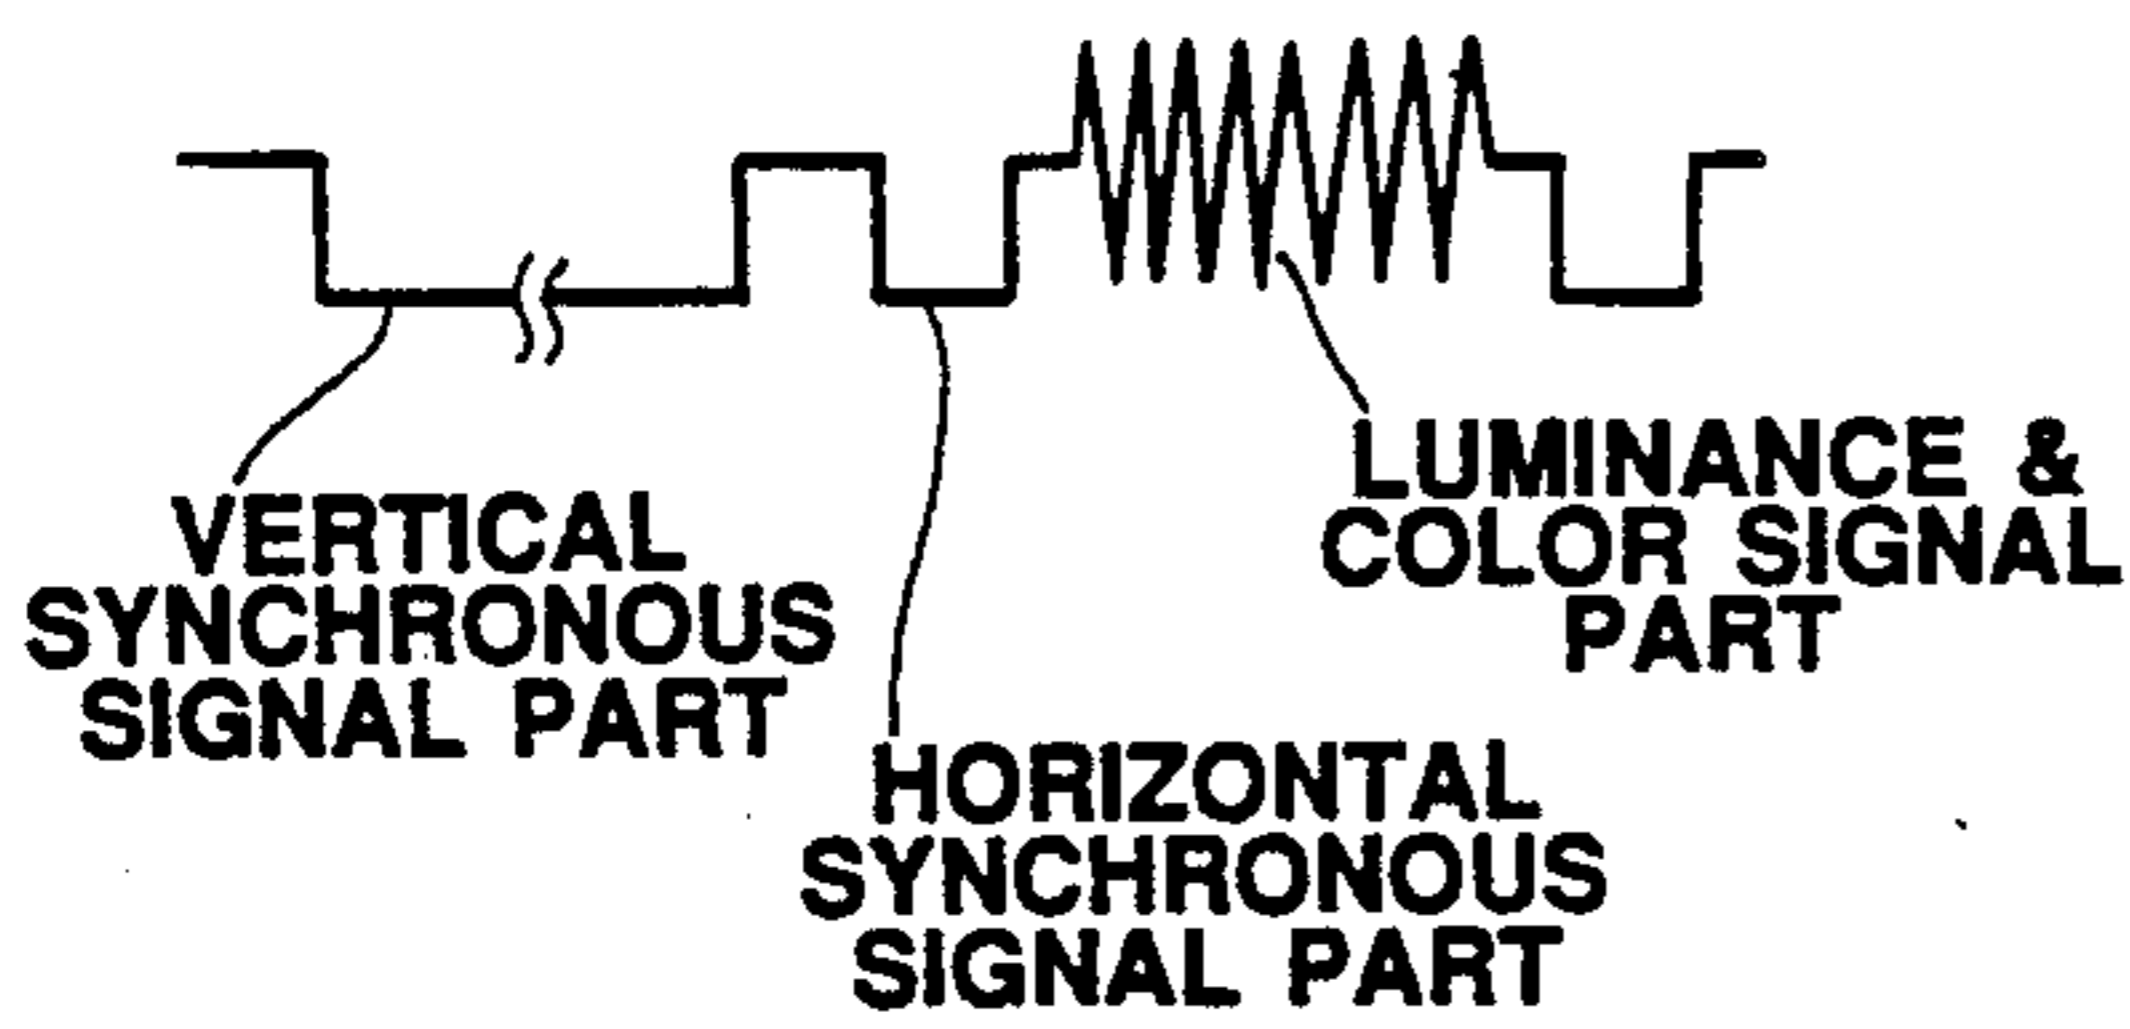 VERTICAL
SYNCHRONOUS
SIGNAL PART
HORIZONTAL
SYNCHRONOUS
SIGNAL PART
LUMINANCE &
COLOR SIGNAL
PART